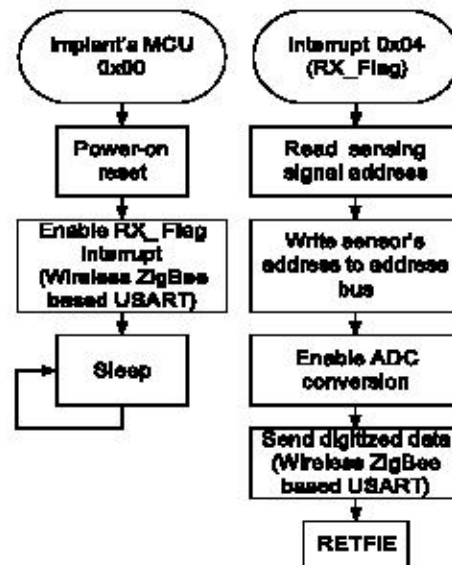 Implant's MCU
0x00
Power-on
reset
Enable RX_Flag
Interrupt
(Wireless ZigBee
based USART)
Sleep
Interrupt 0x04
(RX_Flag)
Read sensing
signal address
Write sensor's
address to address
bus
Enable ADC
conversion
Send digitized data
(Wireless ZigBee
based USART)
RETFIE